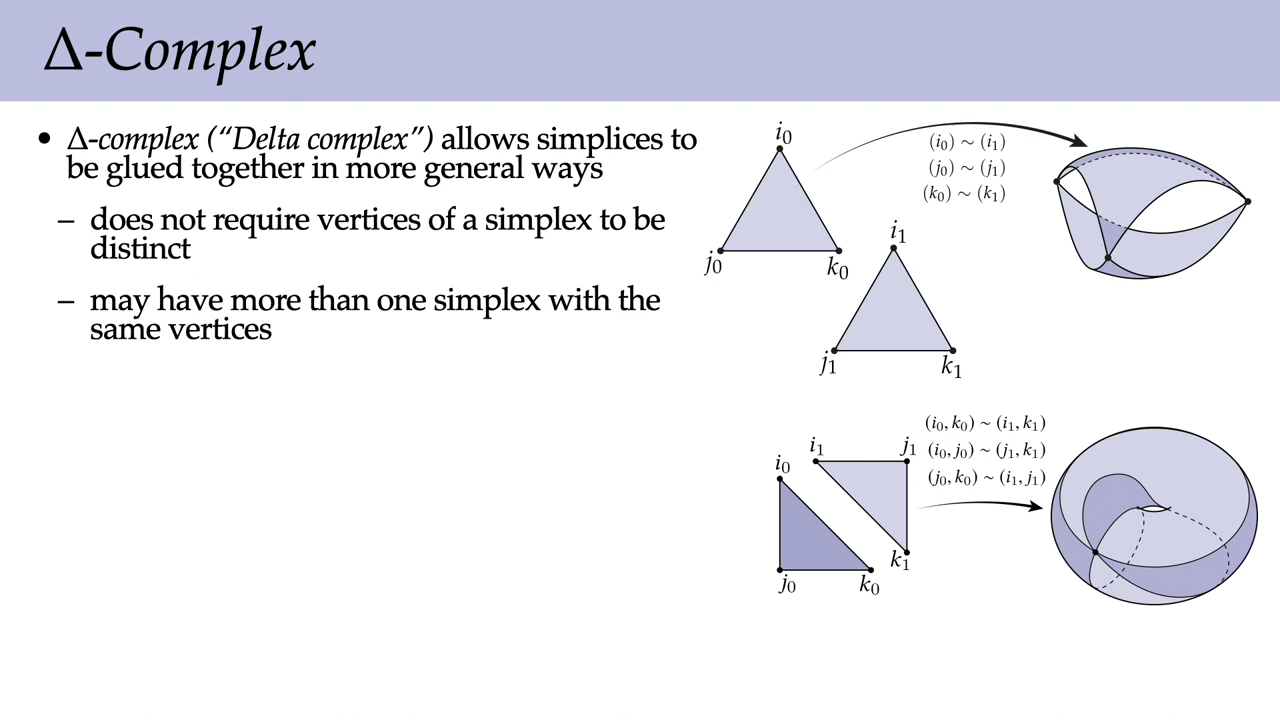 Δ-Complex
• Δ-complex (“Delta complex”) allows simplices to
be glued together in more general ways
– does not require vertices of a simplex to be
distinct
– may have more than one simplex with the
same vertices
i₀
j₀
k₀
(i₀) ∼ (i₁)
(j₀) ∼ (j₁)
(k₀) ∼ (k₁)
i₁
j₁
k₁
i₀
j₀
k₀
i₁
j₁
k₁
(i₀, k₀) ∼ (i₁, k₁)
(i₀, j₀) ∼ (j₁, k₁)
(j₀, k₀) ∼ (i₁, j₁)